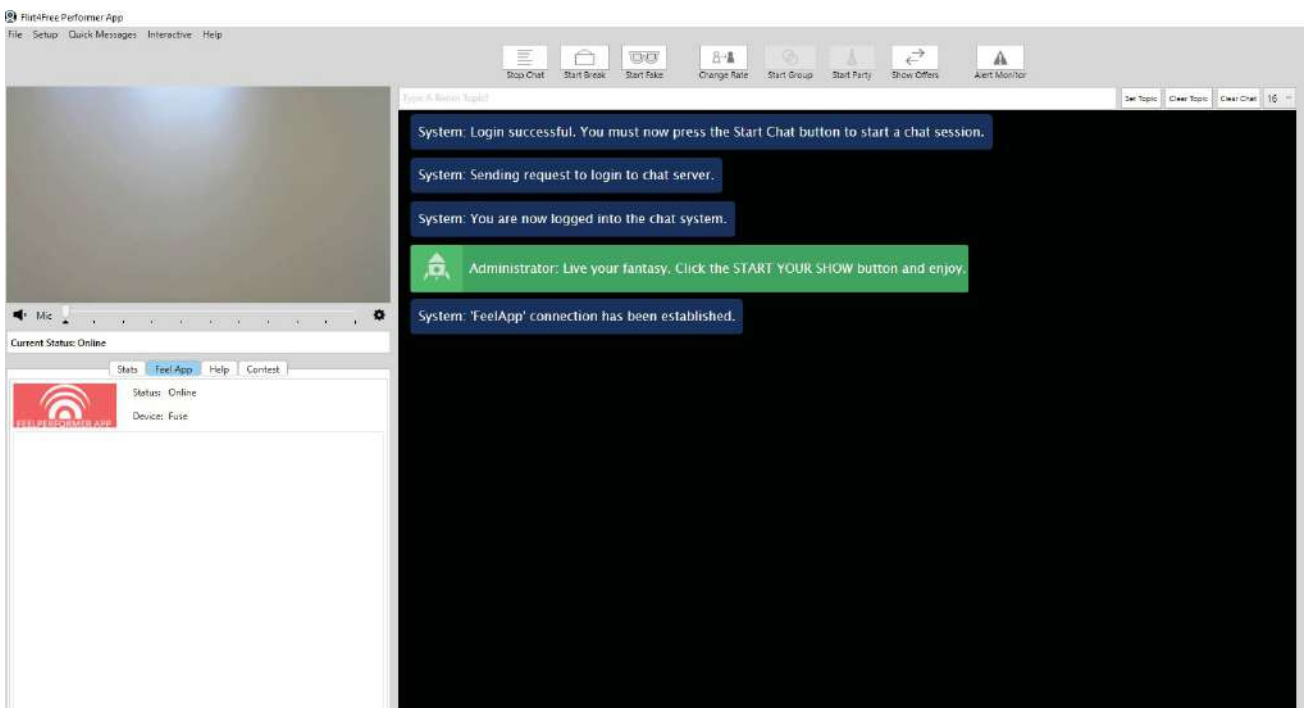 Flirt4Free Performer App
File Setup Quick Messages Interactive Help
Stop Chat Start Break Start Fake Change Rate Start Group Start Party Show Offers Alert Monitor
Type A Room Topic!
Set Topic Clear Topic Clear Chat 16
System: Login successful. You must now press the Start Chat button to start a chat session.
System: Sending request to login to chat server.
System: You are now logged into the chat system.
Administrator: Live your fantasy. Click the START YOUR SHOW button and enjoy.
System: 'FeelApp' connection has been established.
Mic
Current Status: Online
Stats Feel App Help Contest
FEELPERFORMER APP
Status: Online
Device: Fuse